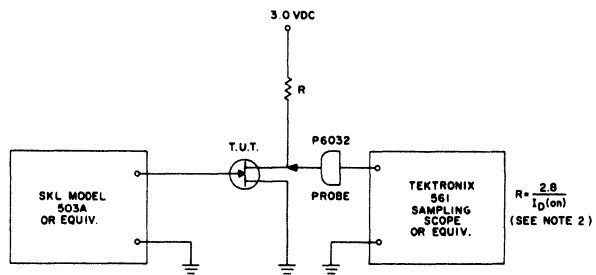 3.0 VDC
R
T.U.T.
P6032
PROBE
SKL MODEL
503A
OR EQUIV.
TEKTRONIX
561
SAMPLING
SCOPE
OR EQUIV.
R= 2.8
ID(on)
(SEE NOTE 2)